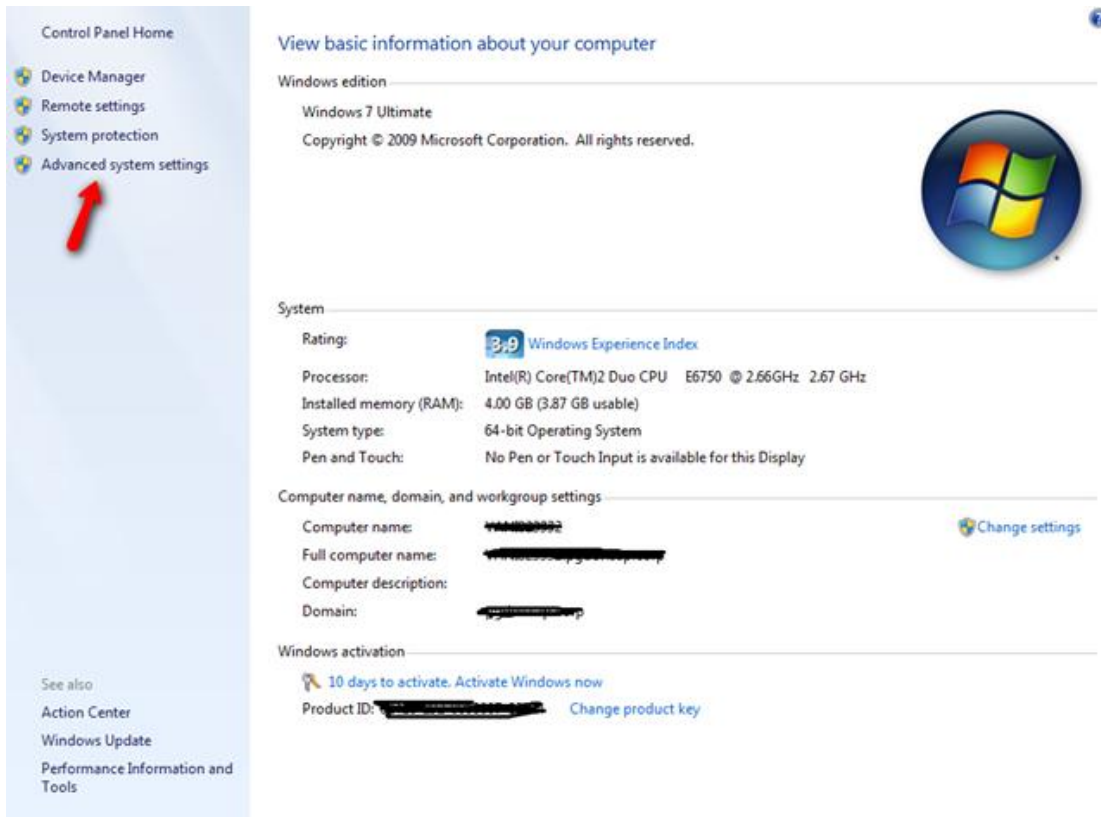 Control Panel Home
Device Manager
Remote settings
System protection
Advanced system settings
View basic information about your computer
Windows edition
Windows 7 Ultimate
Copyright © 2009 Microsoft Corporation. All rights reserved.
System
Rating: 3.9 Windows Experience Index
Processor: Intel(R) Core(TM)2 Duo CPU E6750 @ 2.66GHz 2.67 GHz
Installed memory (RAM): 4.00 GB (3.87 GB usable)
System type: 64-bit Operating System
Pen and Touch: No Pen or Touch Input is available for this Display
Computer name, domain, and workgroup settings
Computer name: Change settings
Full computer name:
Computer description:
Domain:
Windows activation
10 days to activate. Activate Windows now
Product ID: Change product key
See also
Action Center
Windows Update
Performance Information and
Tools